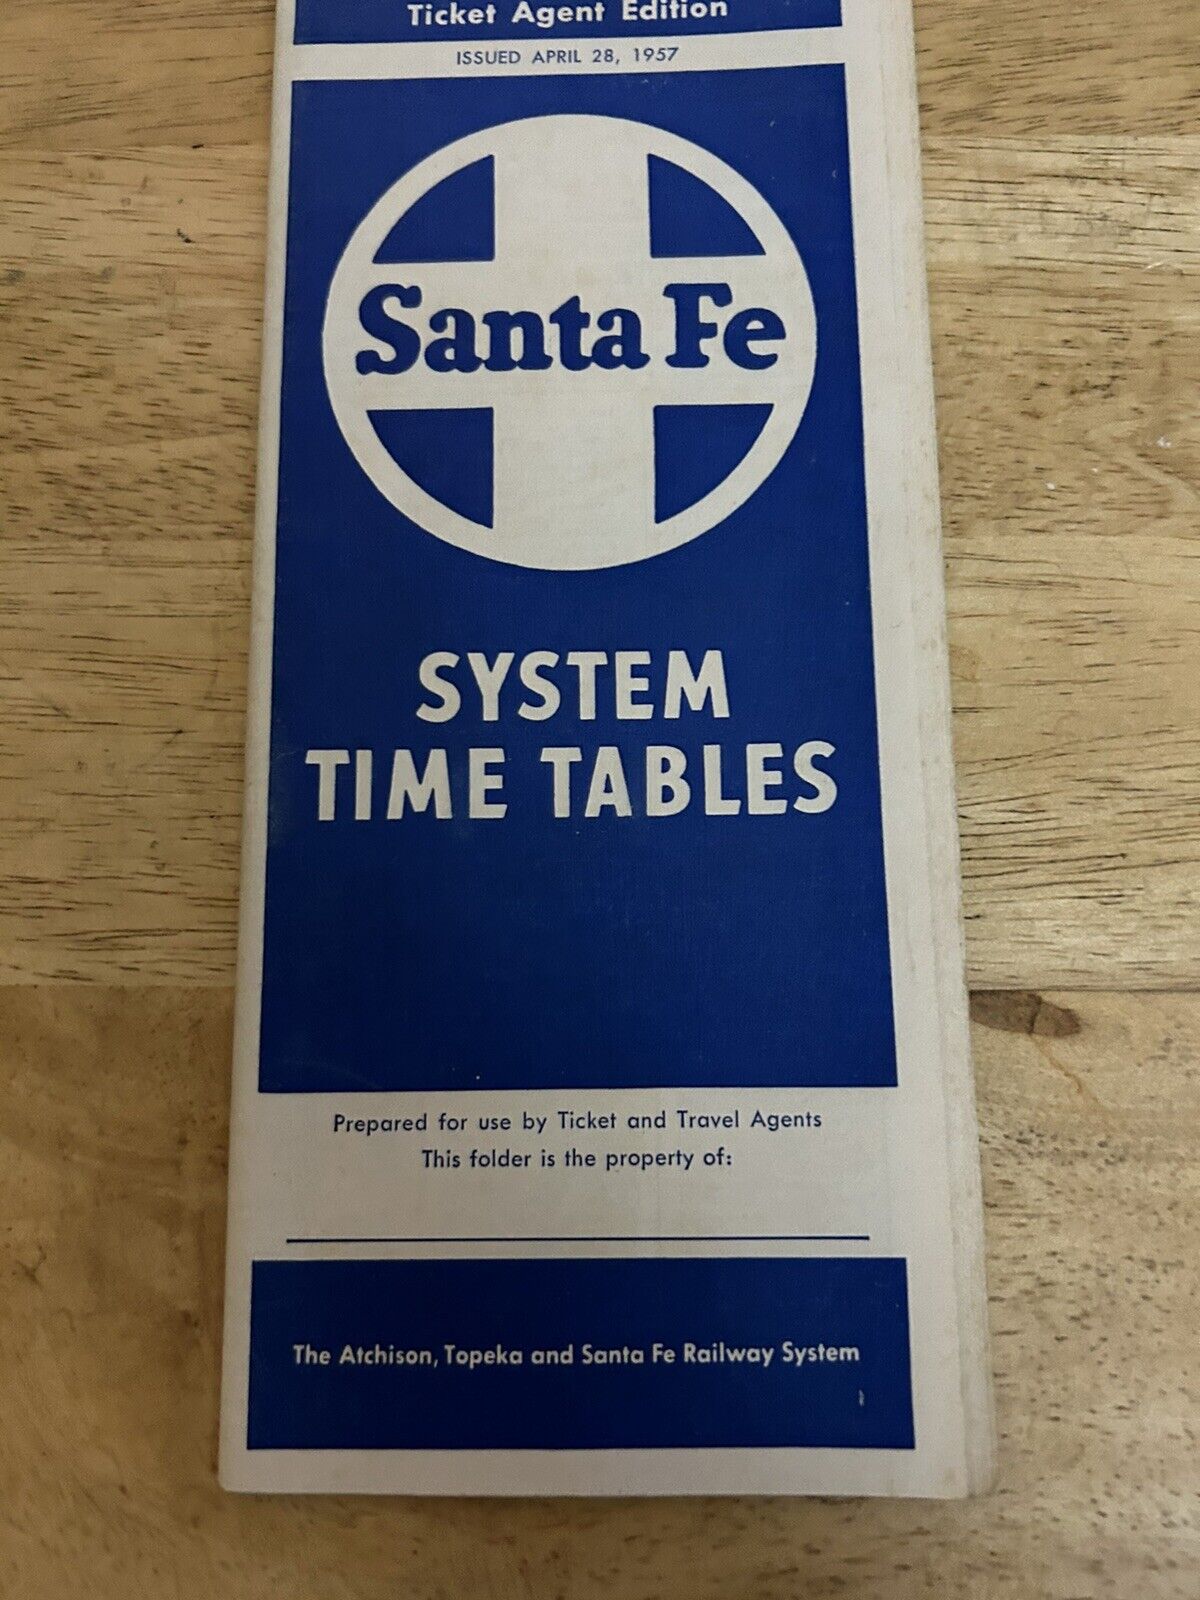 Ticket Agent Edition
ISSUED APRIL 28, 1957
Santa Fe
SYSTEM
TIME TABLES
Prepared for use by Ticket and Travel Agents
This folder is the property of:
The Atchison, Topeka and Santa Fe Railway System